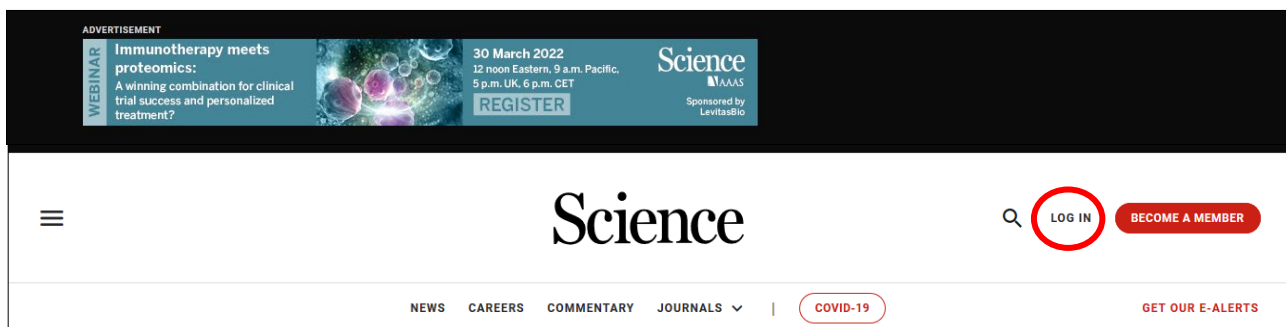 ADVERTISEMENT
WEBINAR
Immunotherapy meets
proteomics:
A winning combination for clinical
trial success and personalized
treatment?
30 March 2022
12 noon Eastern, 9 a.m. Pacific,
5 p.m. UK, 6 p.m. CET
REGISTER
Science
AAAS
Sponsored by
LevitasBio
Science
LOG IN
BECOME A MEMBER
NEWS CAREERS COMMENTARY JOURNALS | COVID-19 GET OUR E-ALERTS